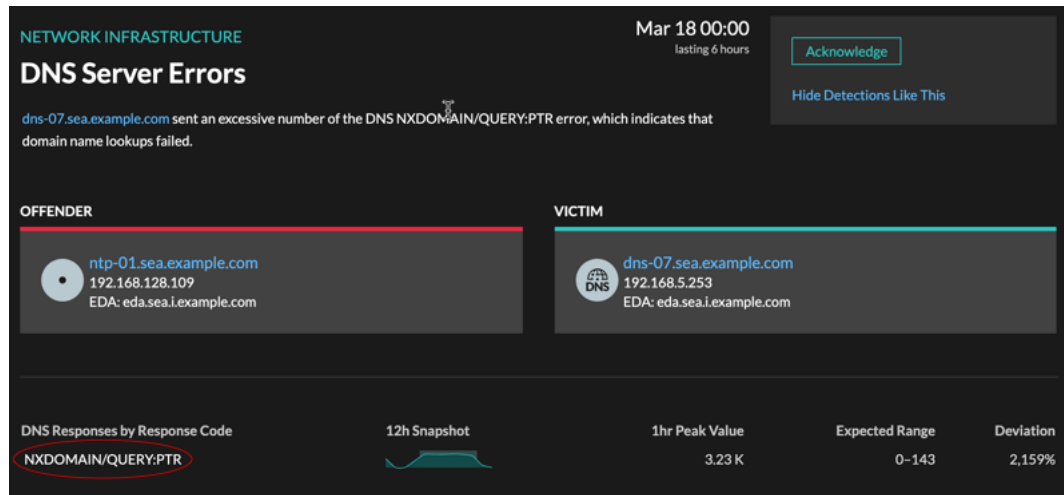 NETWORK INFRASTRUCTURE
DNS Server Errors
Mar 18 00:00
lasting 6 hours
Acknowledge
Hide Detections Like This
dns-07.sea.example.com sent an excessive number of the DNS NXDOMAIN/QUERY:PTR error, which indicates that
domain name lookups failed.
OFFENDER
ntp-01.sea.example.com
192.168.128.109
EDA: eda.sea.i.example.com
VICTIM
DNS
dns-07.sea.example.com
192.168.5.253
EDA: eda.sea.i.example.com
DNS Responses by Response Code 12h Snapshot 1hr Peak Value Expected Range Deviation
NXDOMAIN/QUERY:PTR 3.23 K 0–143 2,159%